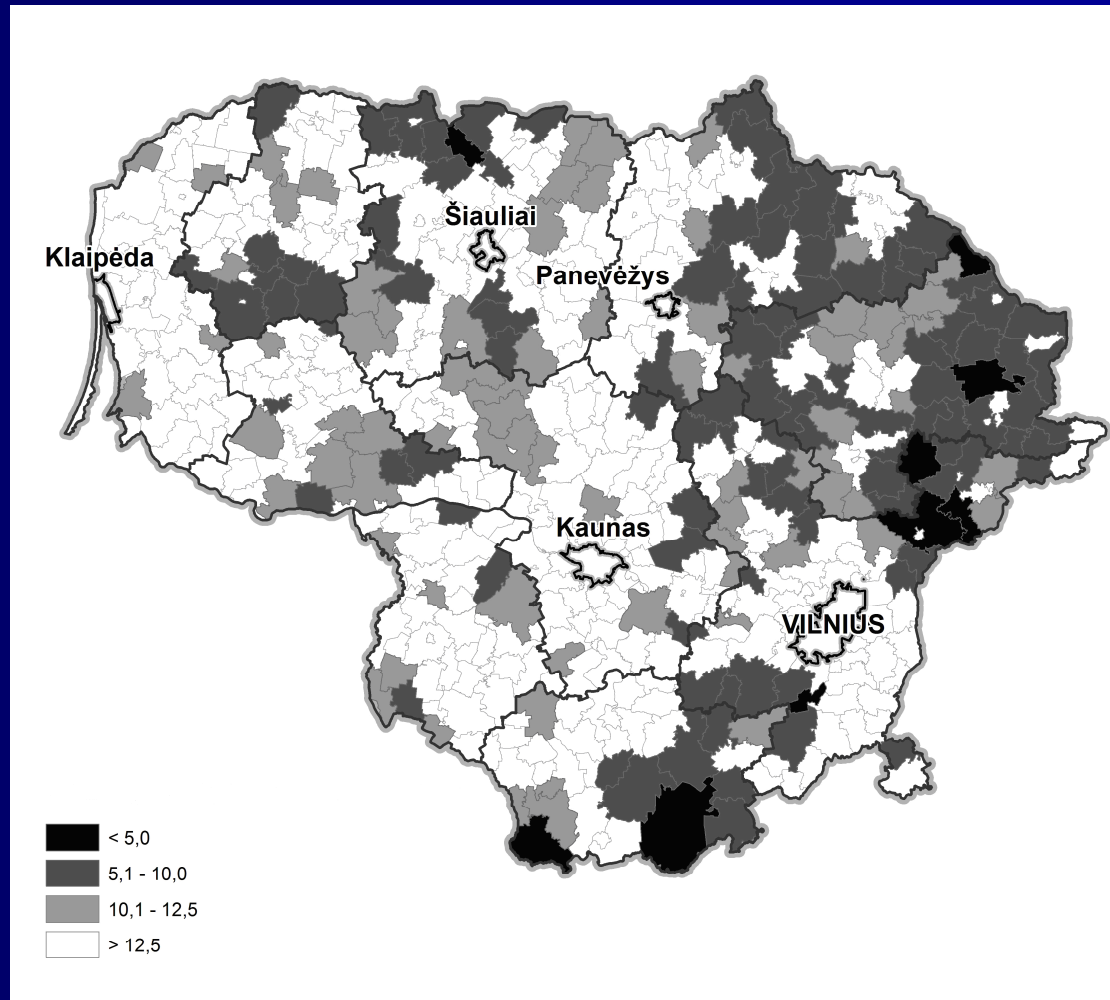 Šiauliai
Klaipėda
Panevėžys
Kaunas
VILNIUS
< 5,0
5,1 - 10,0
10,1 - 12,5
> 12,5